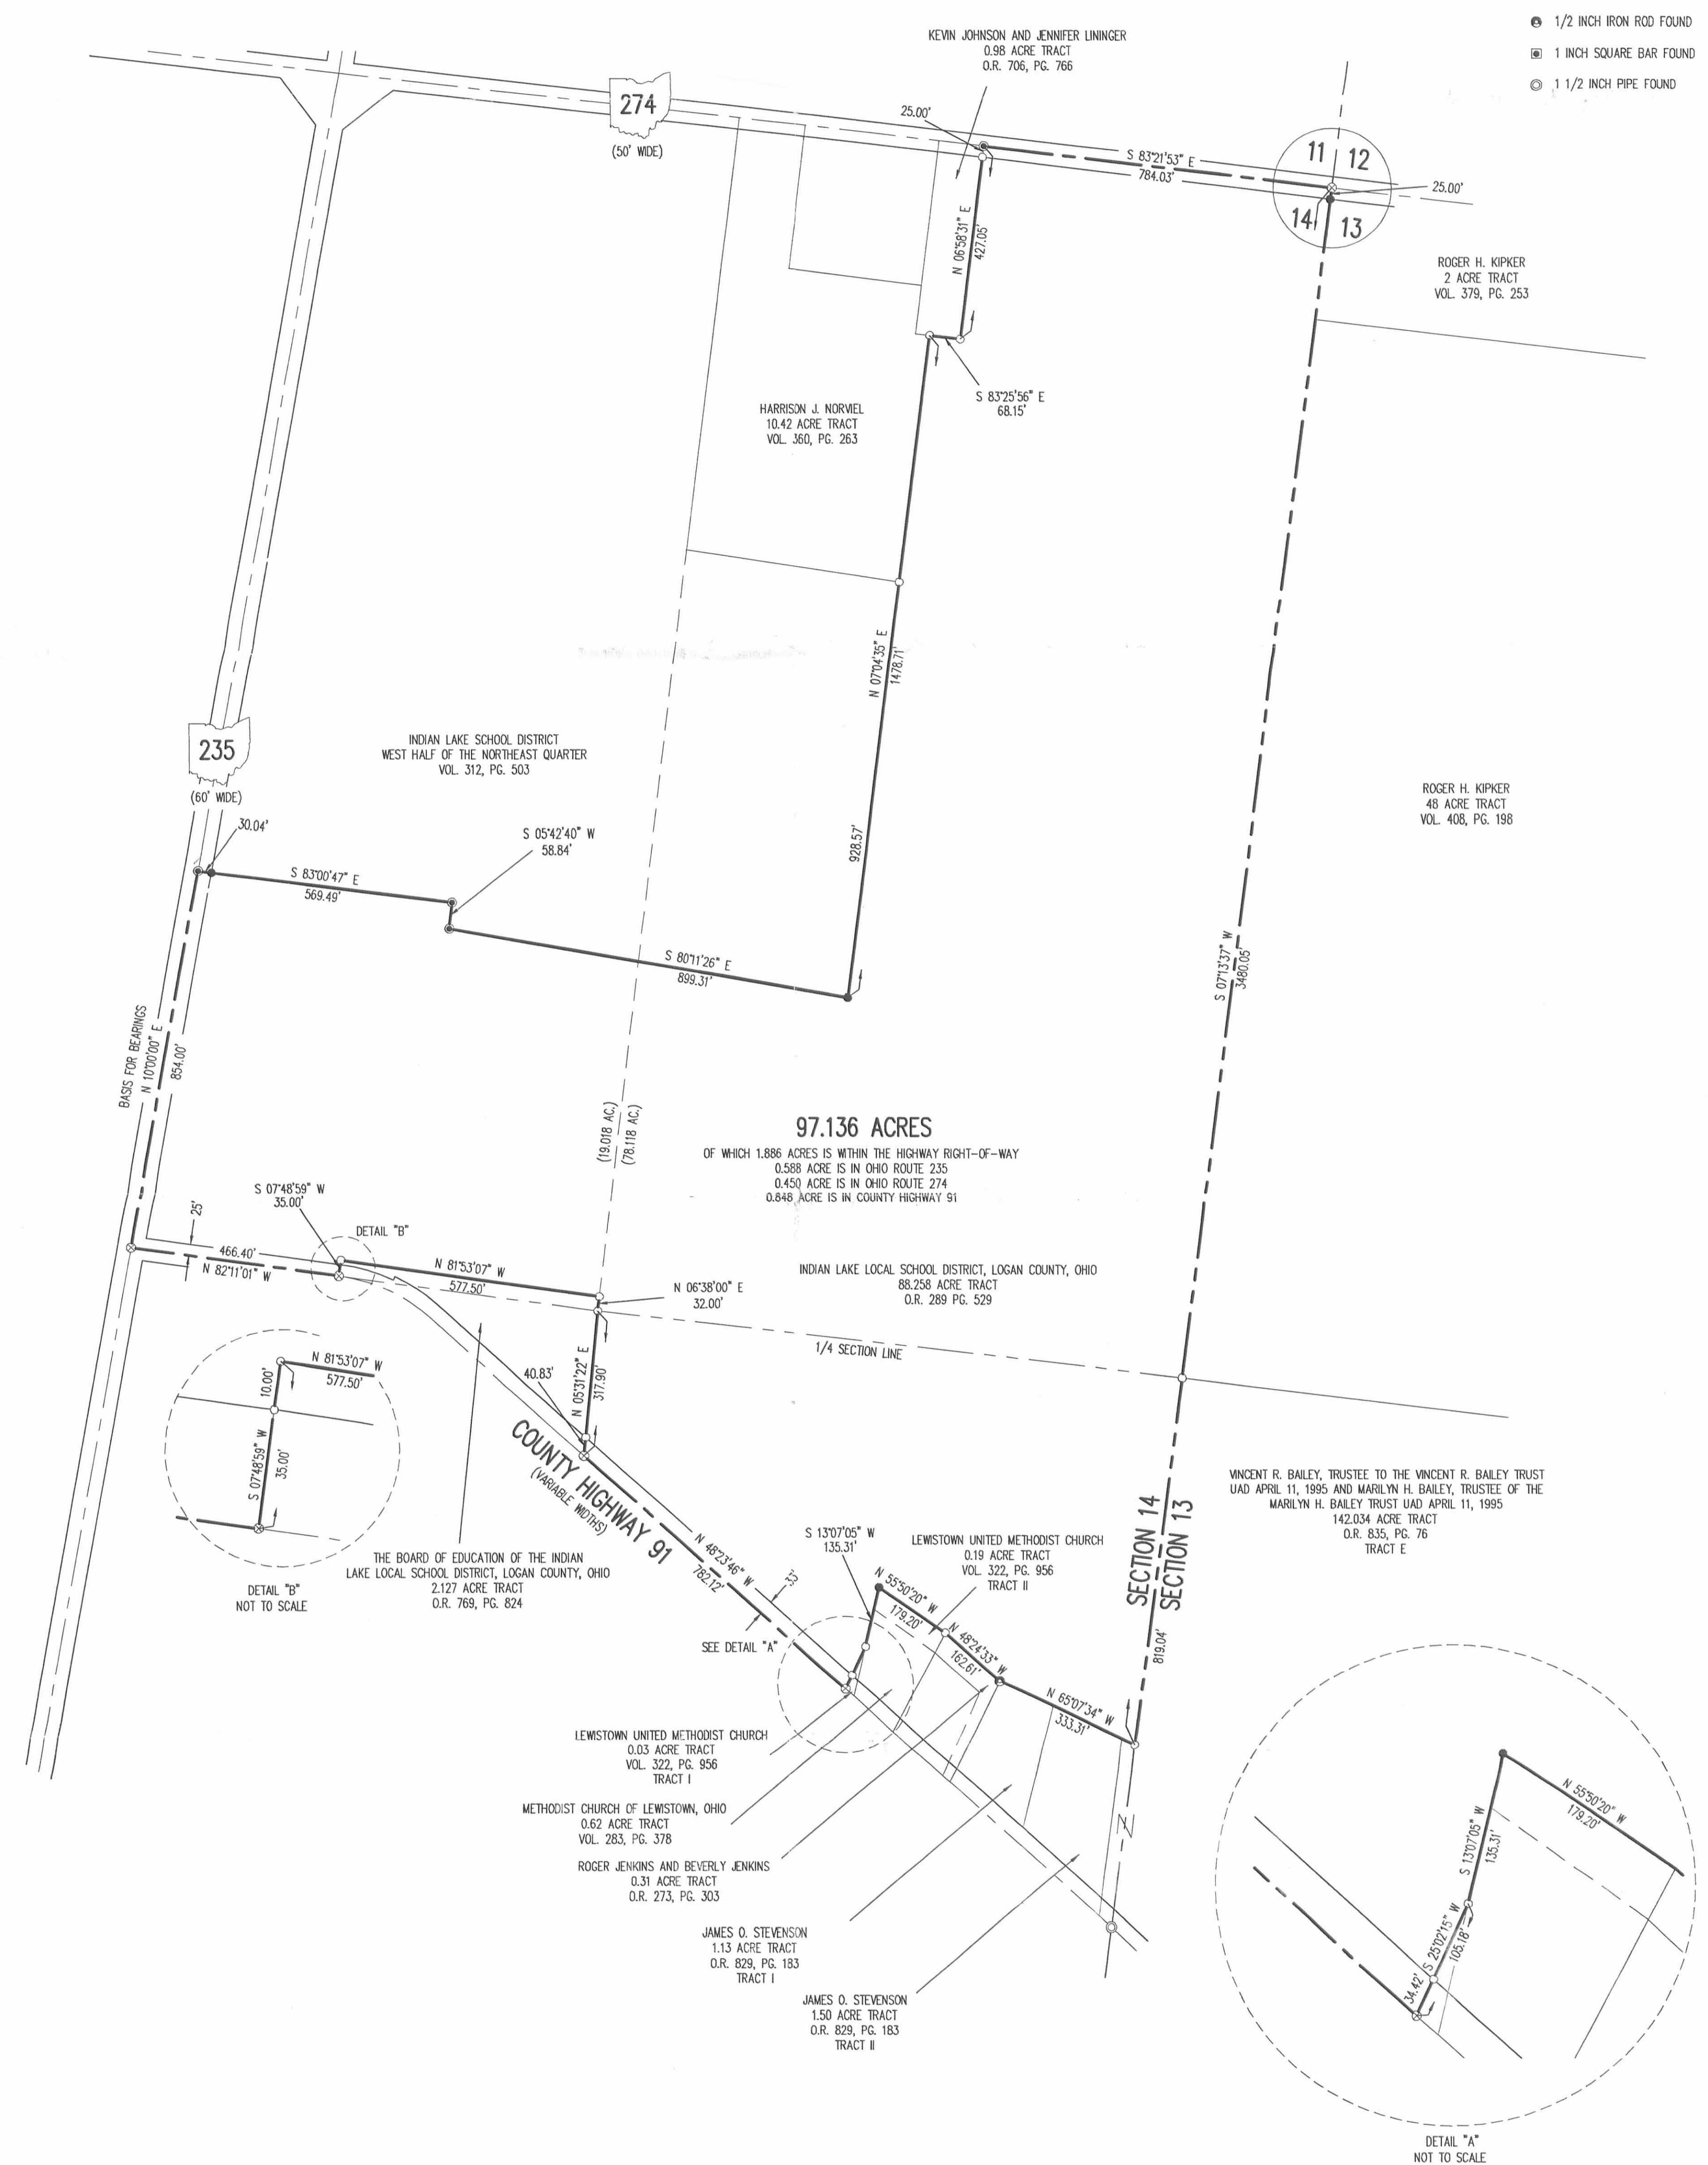 1/2 INCH IRON ROD FOUND
1 INCH SQUARE BAR FOUND
1 1/2 INCH PIPE FOUND
KEVIN JOHNSON AND JENNIFER LININGER
0.98 ACRE TRACT
O.R. 706, PG. 766
274
(50' WIDE)
25.00'
S 83°21'53" E
784.03'
11
12
14
13
25.00'
N 06°58'31" E
427.05'
ROGER H. KIPKER
2 ACRE TRACT
VOL. 379, PG. 253
S 83°25'56" E
68.15'
HARRISON J. NORVIEL
10.42 ACRE TRACT
VOL. 360, PG. 263
N 07°04'35" E
1478.71'
INDIAN LAKE SCHOOL DISTRICT
WEST HALF OF THE NORTHEAST QUARTER
VOL. 312, PG. 503
235
(60' WIDE)
ROGER H. KIPKER
48 ACRE TRACT
VOL. 408, PG. 198
30.04'
S 05°42'40" W
58.84'
928.57'
S 83°00'47" E
569.49'
S 80°11'26" E
899.31'
S 07°13'37" W
3480.05'
BASIS FOR BEARINGS
N 10°00'00" E
854.00'
(19.018 AC.)
(78.118 AC.)
97.136 ACRES
OF WHICH 1.886 ACRES IS WITHIN THE HIGHWAY RIGHT-OF-WAY
0.588 ACRE IS IN OHIO ROUTE 235
0.450 ACRE IS IN OHIO ROUTE 274
0.848 ACRE IS IN COUNTY HIGHWAY 91
S 07°48'59" W
35.00'
25'
DETAIL "B"
466.40'
N 82°11'01" W
N 81°53'07" W
577.50'
N 06°38'00" E
32.00'
INDIAN LAKE LOCAL SCHOOL DISTRICT, LOGAN COUNTY, OHIO
88.258 ACRE TRACT
O.R. 289 PG. 529
1/4 SECTION LINE
N 81°53'07" W
577.50'
10.00'
S 07°48'59" W
35.00'
DETAIL "B"
NOT TO SCALE
40.83'
N 05°31'22" E
317.90'
COUNTY HIGHWAY 91
(VARIABLE WIDTHS)
N 48°23'46" W
782.12'
THE BOARD OF EDUCATION OF THE INDIAN
LAKE LOCAL SCHOOL DISTRICT, LOGAN COUNTY, OHIO
2.127 ACRE TRACT
O.R. 769, PG. 824
VINCENT R. BAILEY, TRUSTEE TO THE VINCENT R. BAILEY TRUST
UAD APRIL 11, 1995 AND MARILYN H. BAILEY, TRUSTEE OF THE
MARILYN H. BAILEY TRUST UAD APRIL 11, 1995
142.034 ACRE TRACT
O.R. 835, PG. 76
TRACT E
SECTION 14
SECTION 13
819.04'
S 13°07'05" W
135.31'
LEWISTOWN UNITED METHODIST CHURCH
0.19 ACRE TRACT
VOL. 322, PG. 956
TRACT II
N 55°50'20" W
179.20'
N 48°24'33" W
162.61'
N 65°07'34" W
333.31'
SEE DETAIL "A"
LEWISTOWN UNITED METHODIST CHURCH
0.03 ACRE TRACT
VOL. 322, PG. 956
TRACT I
METHODIST CHURCH OF LEWISTOWN, OHIO
0.62 ACRE TRACT
VOL. 283, PG. 378
ROGER JENKINS AND BEVERLY JENKINS
0.31 ACRE TRACT
O.R. 273, PG. 303
JAMES O. STEVENSON
1.13 ACRE TRACT
O.R. 829, PG. 183
TRACT I
JAMES O. STEVENSON
1.50 ACRE TRACT
O.R. 829, PG. 183
TRACT II
N 55°50'20" W
179.20'
S 13°07'05" W
135.31'
S 25°02'15" W
105.18'
34.42'
DETAIL "A"
NOT TO SCALE